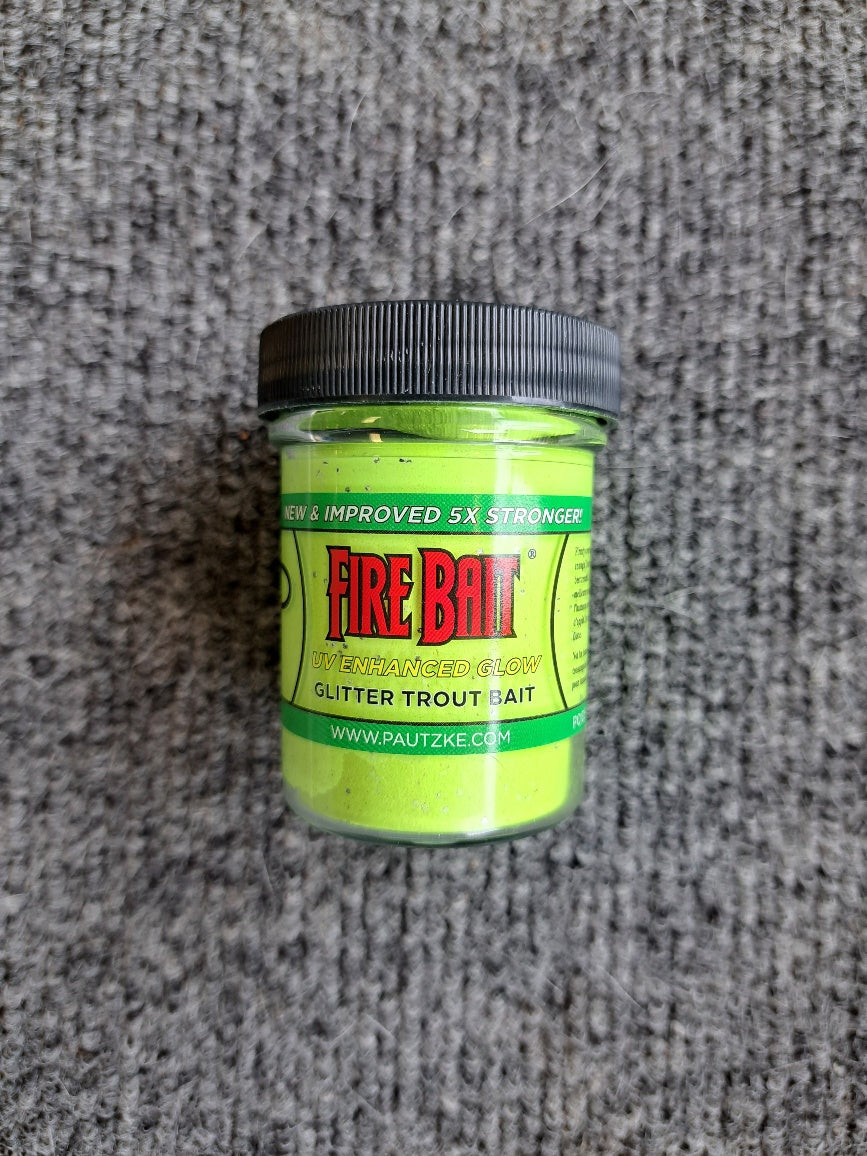 NEW & IMPROVED 5X STRONGER!
FIRE BAIT®
UV ENHANCED GLOW
GLITTER TROUT BAIT
WWW.PAUTZKE.COM